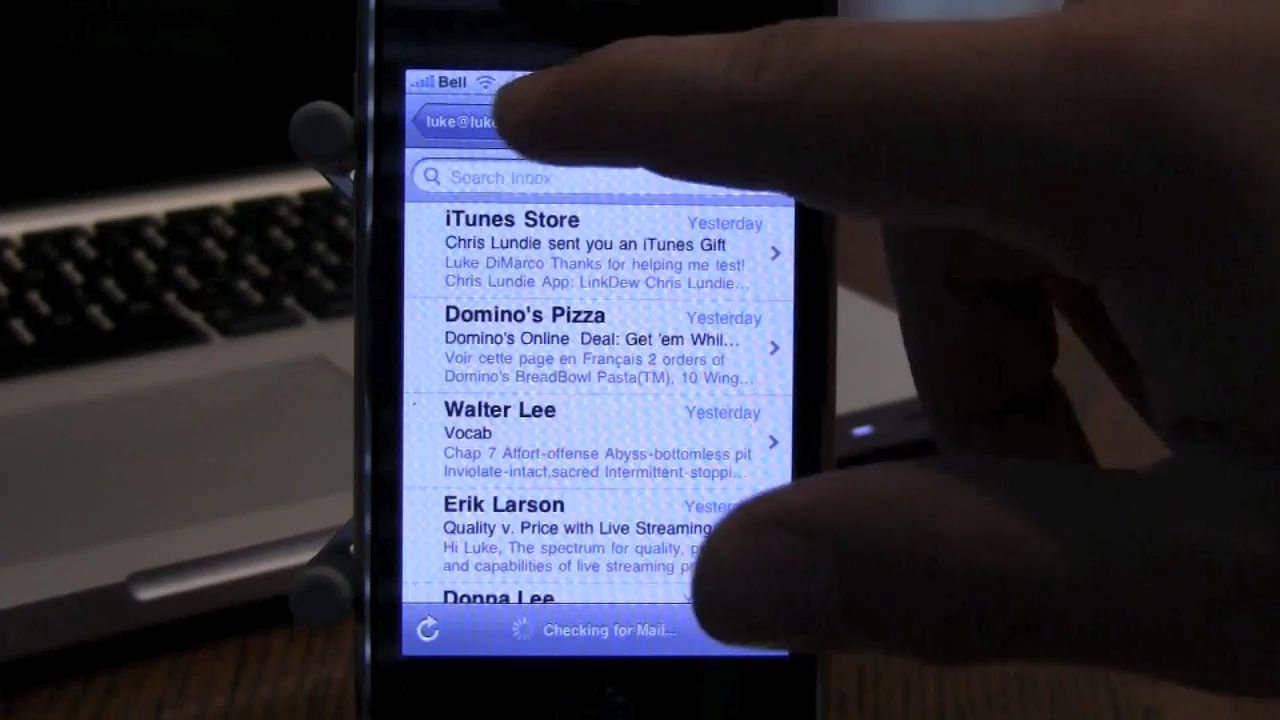 Bell
luke@luke
Search Inbox
iTunes Store Yesterday
Chris Lundie sent you an iTunes Gift
Luke DiMarco Thanks for helping me test!
Chris Lundie App: LinkDew Chris Lundie...
Domino's Pizza Yesterday
Domino's Online Deal: Get 'em Whil...
Voir cette page en Français 2 orders of
Domino's BreadBowl Pasta(TM), 10 Wing...
Walter Lee Yesterday
Vocab
Chap 7 Affort-offense Abyss-bottomless pit
Inviolate-intact,sacred Intermittent-stoppi...
Erik Larson Yester
Quality v. Price with Live Streaming
Hi Luke, The spectrum for quality, p
and capabilities of live streaming p
Donna Lee
Checking for Mail...